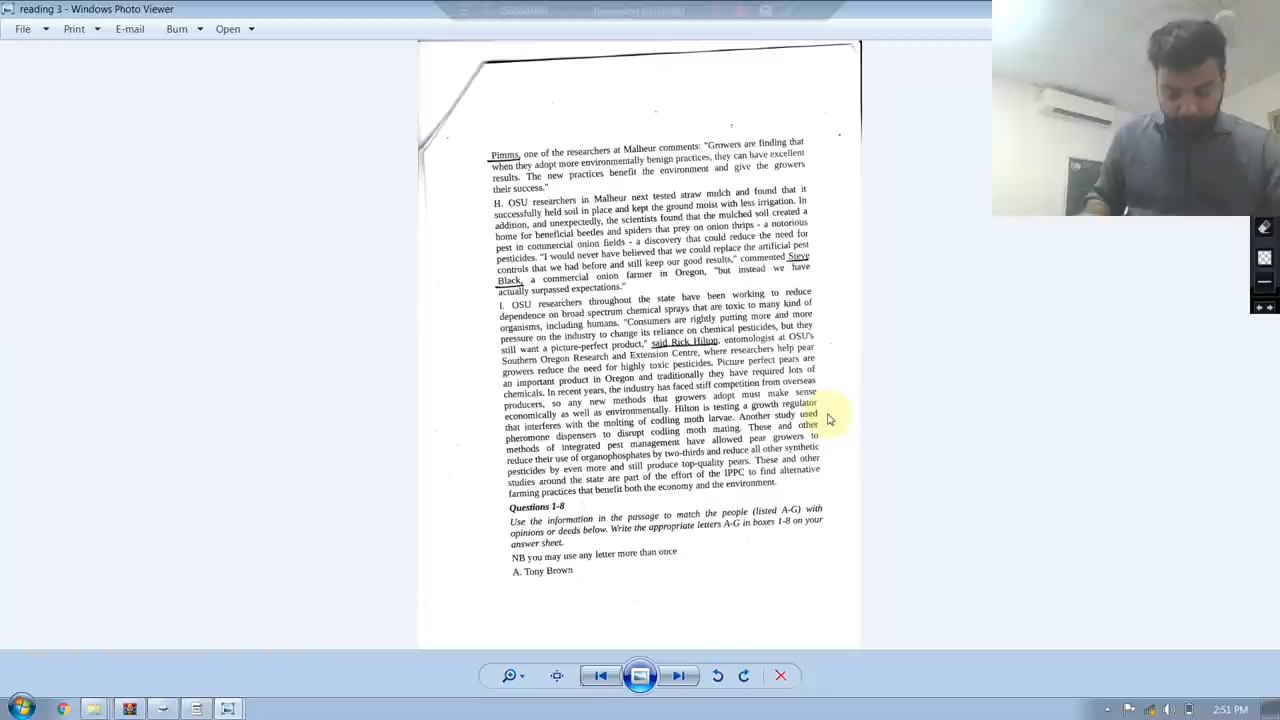 reading 3 - Windows Photo Viewer
File Print E-mail Burn Open
Pimms, one of the researchers at Malheur comments: "Growers are finding that
when they adopt more environmentally benign practices, they can have excellent
results. The new practices benefit the environment and give the growers
their success."
H. OSU researchers in Malheur next tested straw mulch and found that it
successfully held soil in place and kept the ground moist with less irrigation. In
addition, and unexpectedly, the scientists found that the mulched soil created a
home for beneficial beetles and spiders that prey on onion thrips - a notorious
pest in commercial onion fields - a discovery that could reduce the need for
pesticides. "I would never have believed that we could replace the artificial pest
controls that we had before and still keep our good results," commented Steve
Black, a commercial onion farmer in Oregon, "but instead we have
actually surpassed expectations."
I. OSU researchers throughout the state have been working to reduce
dependence on broad spectrum chemical sprays that are toxic to many kind of
organisms, including humans. "Consumers are rightly putting more and more
pressure on the industry to change its reliance on chemical pesticides, but they
still want a picture-perfect product," said Rick Hilton, entomologist at OSU's
Southern Oregon Research and Extension Centre, where researchers help pear
growers reduce the need for highly toxic pesticides. Picture perfect pears are
an important product in Oregon and traditionally they have required lots of
chemicals. In recent years, the industry has faced stiff competition from overseas
producers, so any new methods that growers adopt must make sense
economically as well as environmentally. Hilton is testing a growth regulator
that interferes with the molting of codling moth larvae. Another study used
pheromone dispensers to disrupt codling moth mating. These and other
methods of integrated pest management have allowed pear growers to
reduce their use of organophosphates by two-thirds and reduce all other synthetic
pesticides by even more and still produce top-quality pears. These and other
studies around the state are part of the effort of the IPPC to find alternative
farming practices that benefit both the economy and the environment.
Questions 1-8
Use the information in the passage to match the people (listed A-G) with
opinions or deeds below. Write the appropriate letters A-G in boxes 1-8 on your
answer sheet.
NB you may use any letter more than once
A. Tony Brown
2:51 PM